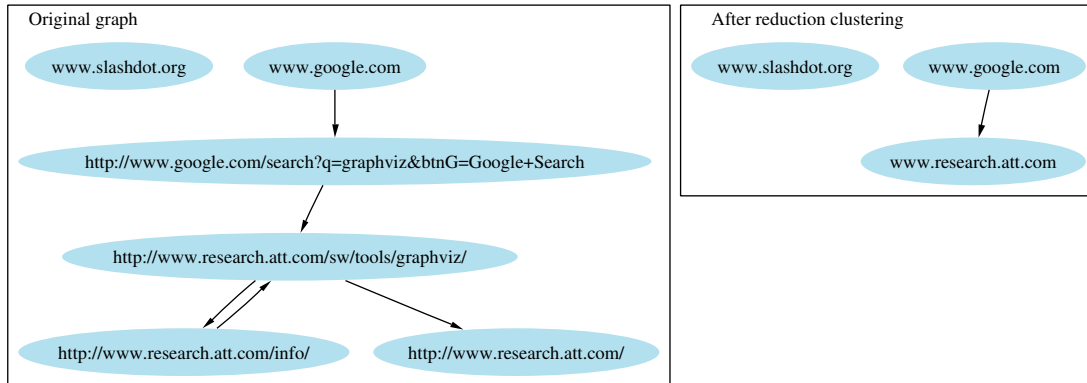 Original graph
www.slashdot.org
www.google.com
http://www.google.com/search?q=graphviz&btnG=Google+Search
http://www.research.att.com/sw/tools/graphviz/
http://www.research.att.com/info/
http://www.research.att.com/
After reduction clustering
www.slashdot.org
www.google.com
www.research.att.com